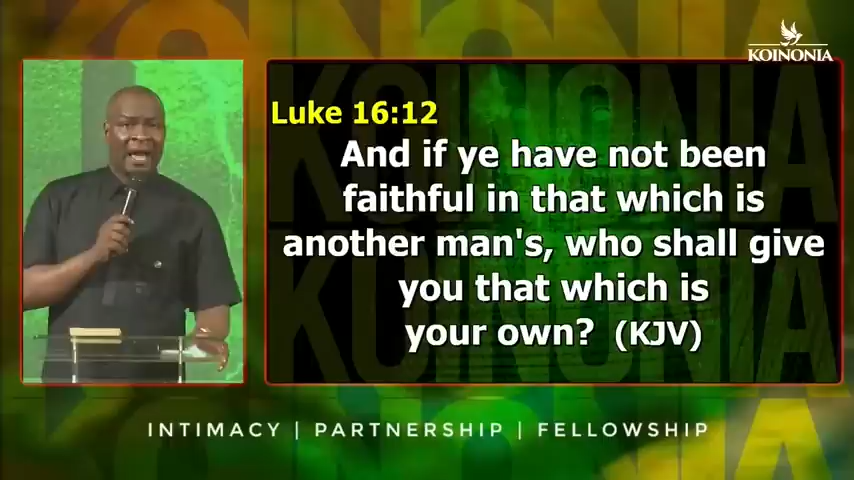 KOINONIA
Luke 16:12
And if ye have not been
faithful in that which is
another man's, who shall give
you that which is
your own? (KJV)
INTIMACY | PARTNERSHIP | FELLOWSHIP